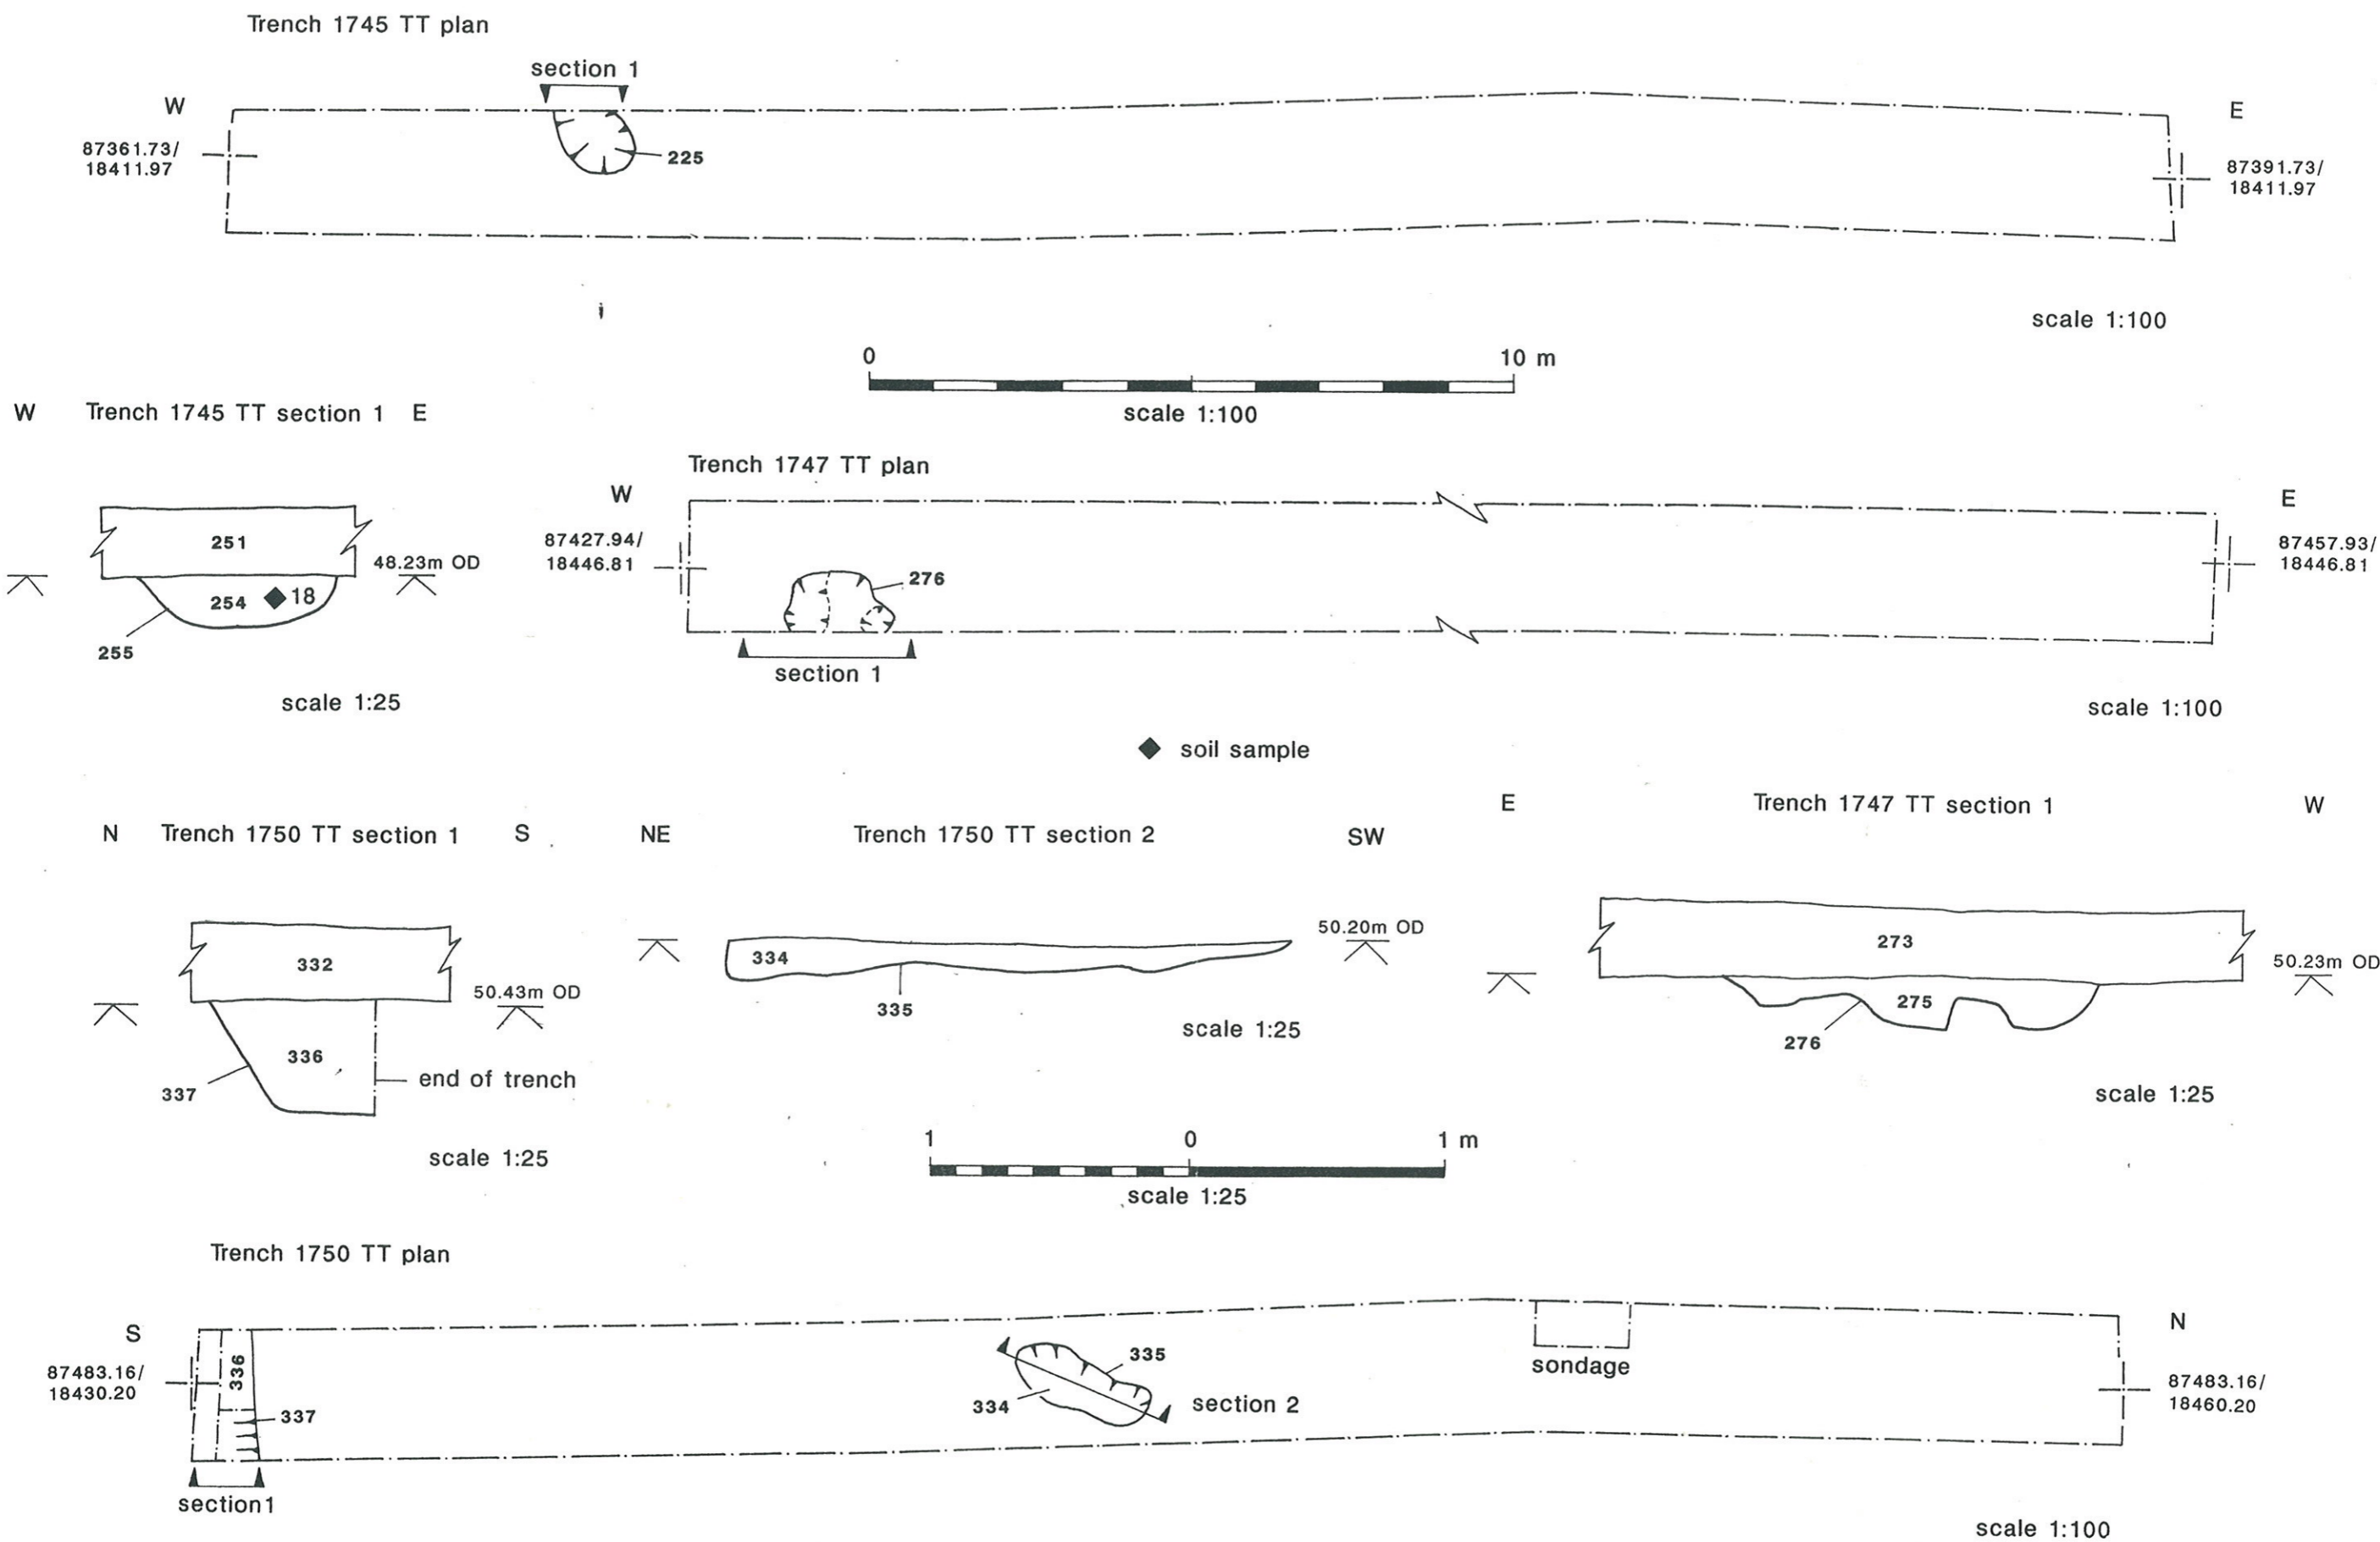 Trench 1745 TT plan
section 1
W
E
87361.73/
18411.97
225
87391.73/
18411.97
scale 1:100
0 10 m
scale 1:100
W Trench 1745 TT section 1 E
251
48.23m OD
254 18
255
scale 1:25
Trench 1747 TT plan
W
E
87427.94/
18446.81
276
87457.93/
18446.81
section 1
scale 1:100
soil sample
N Trench 1750 TT section 1 S
332
50.43m OD
336
337
end of trench
scale 1:25
NE Trench 1750 TT section 2 SW
50.20m OD
334
335
scale 1:25
E Trench 1747 TT section 1 W
273
50.23m OD
275
276
scale 1:25
1 0 1 m
scale 1:25
Trench 1750 TT plan
S
N
87483.16/
18430.20
336
337
335
334
section 2
sondage
87483.16/
18460.20
section1
scale 1:100